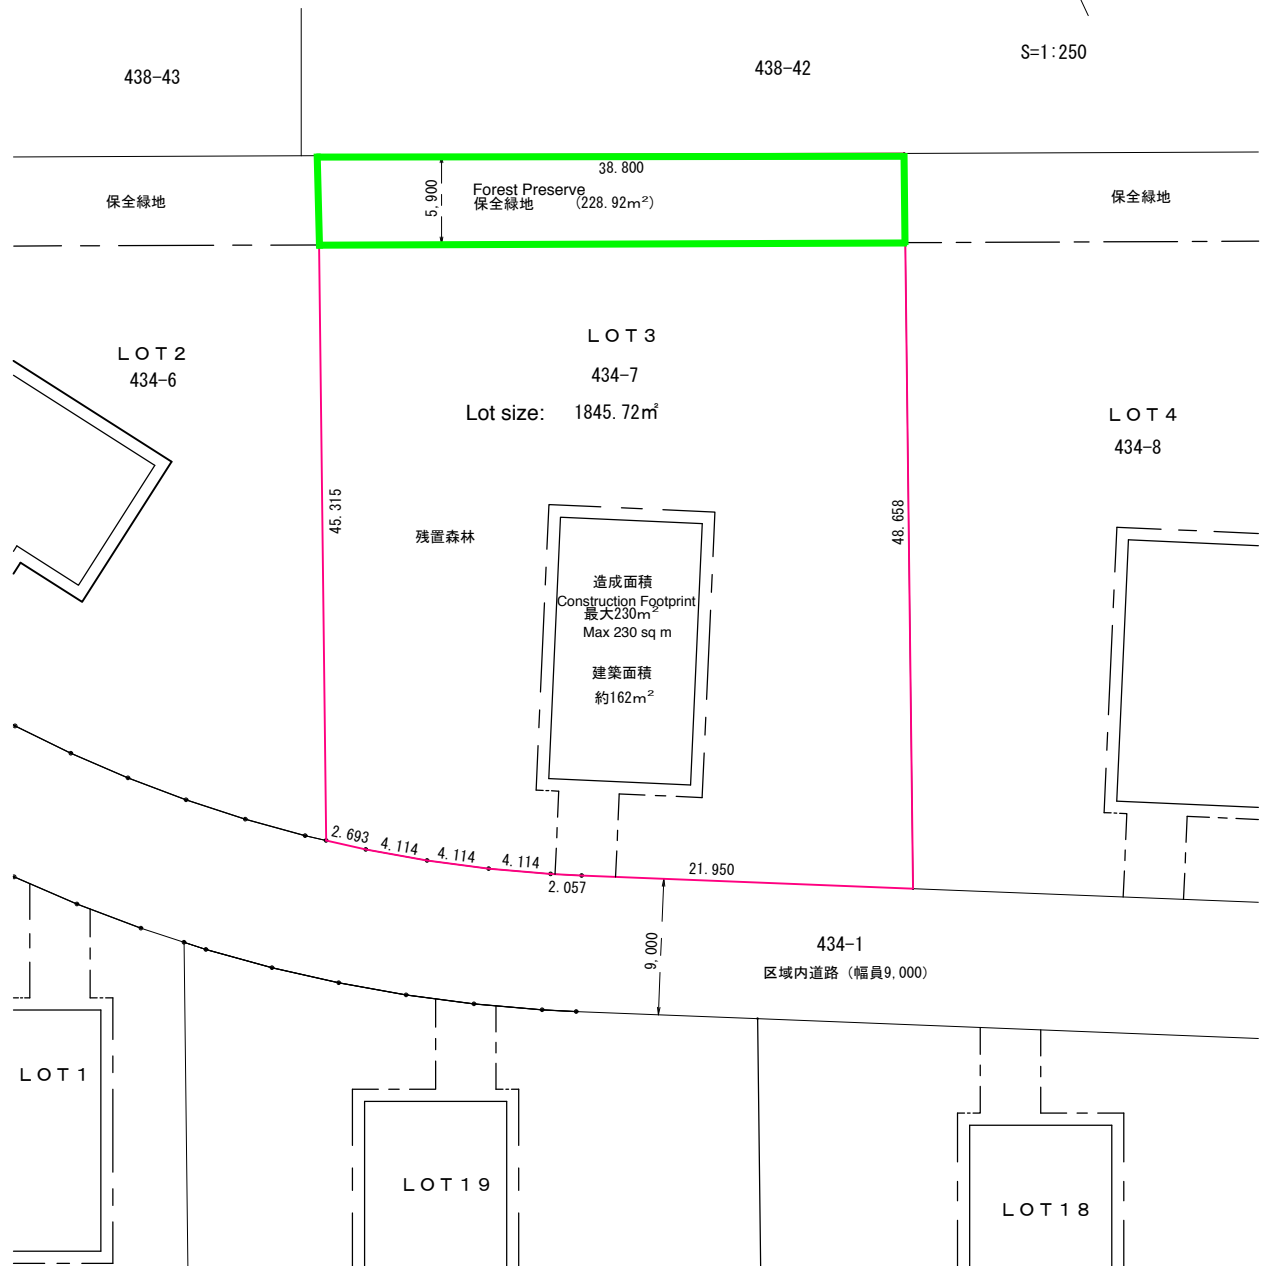 S=1:250
438-43
438-42
38.800
5,900
Forest Preserve
保全緑地 (228.92m²)
保全緑地
保全緑地
LOT3
434-7
Lot size: 1845.72㎡
LOT2
434-6
LOT4
434-8
45.315
48.658
残置森林
造成面積
Construction Footprint
最大230m²
Max 230 sq m
建築面積
約162m²
2.693
4.114
4.114
4.114
2.057
21.950
9,000
434-1
区域内道路（幅員9,000）
LOT1
LOT19
LOT18